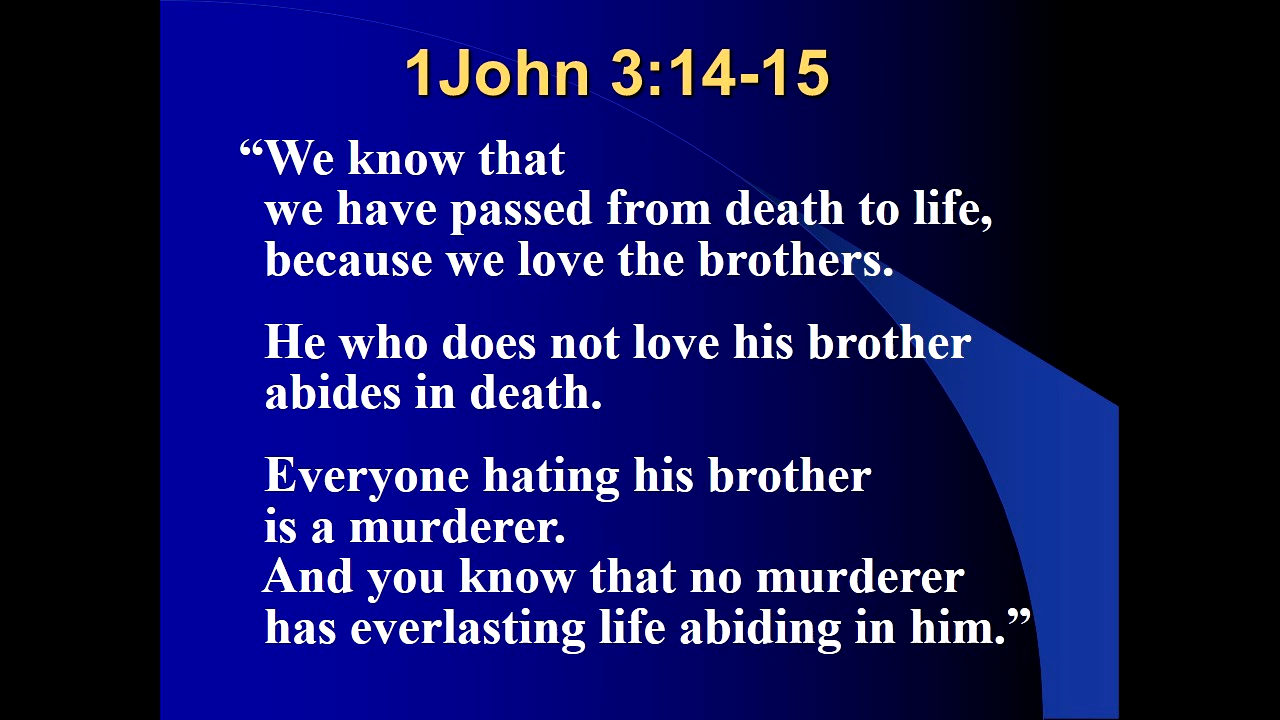 1John 3:14-15
“We know that
we have passed from death to life,
because we love the brothers.
He who does not love his brother
abides in death.
Everyone hating his brother
is a murderer.
And you know that no murderer
has everlasting life abiding in him.”